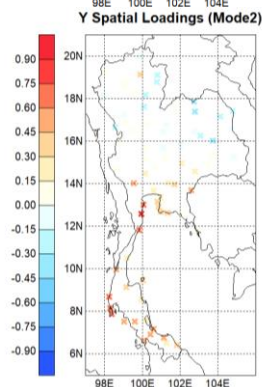 98E 100E 102E 104E
Y Spatial Loadings (Mode2)
0.90
0.75
0.60
0.45
0.30
0.15
0.00
-0.15
-0.30
-0.45
-0.60
-0.75
-0.90
20N
18N
16N
14N
12N
10N
8N
6N
98E 100E 102E 104E